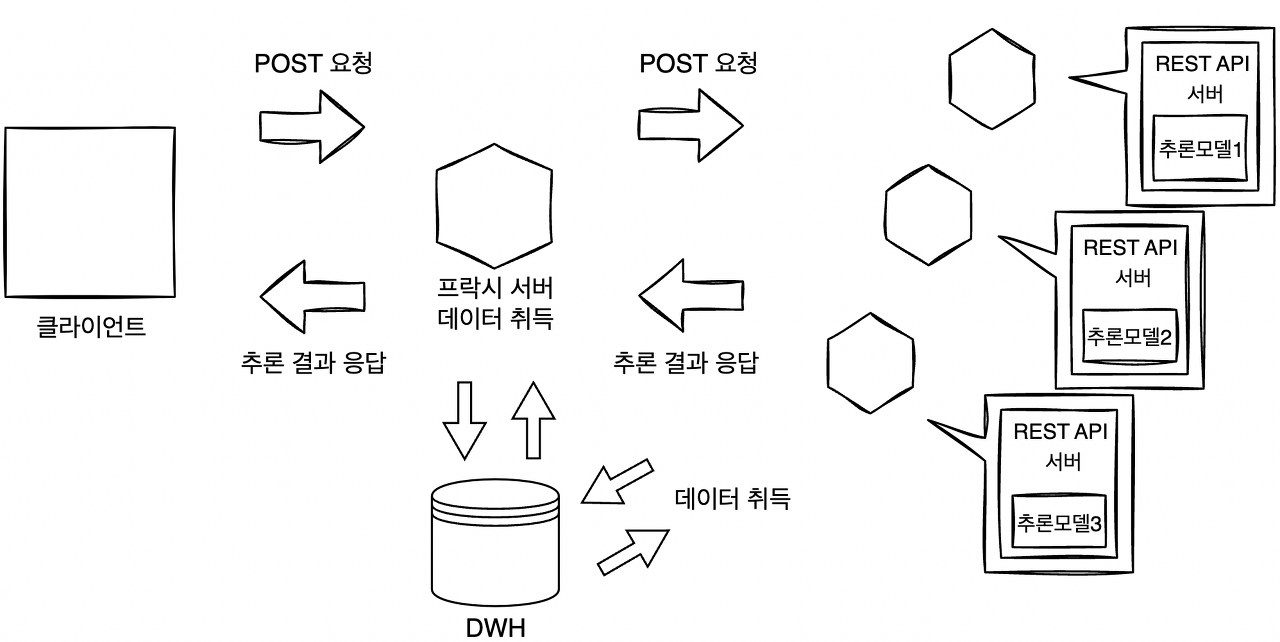 POST 요청
POST 요청
REST API
서버
추론모델1
클라이언트
프락시 서버
데이터 취득
추론 결과 응답
추론 결과 응답
REST API
서버
추론모델2
REST API
서버
추론모델3
데이터 취득
DWH